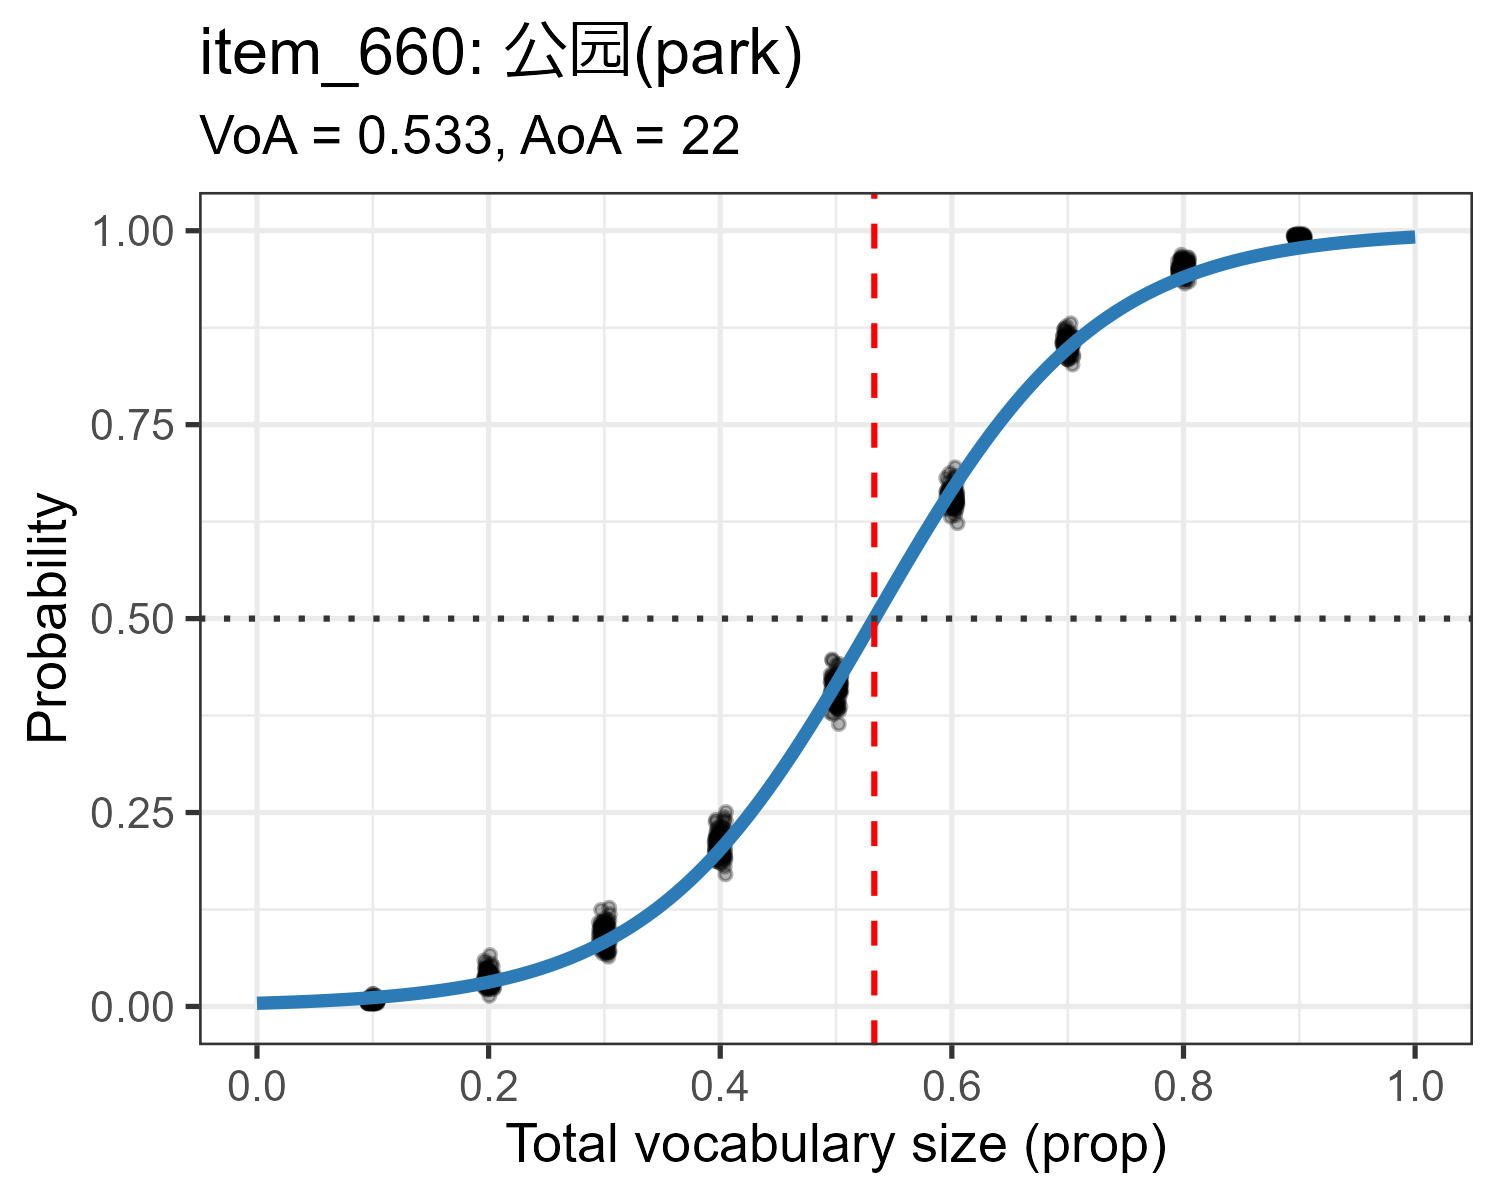 item_660: 公园(park)
VoA = 0.533, AoA = 22
Probability
1.00
0.75
0.50
0.25
0.00
0.0 0.2 0.4 0.6 0.8 1.0
Total vocabulary size (prop)